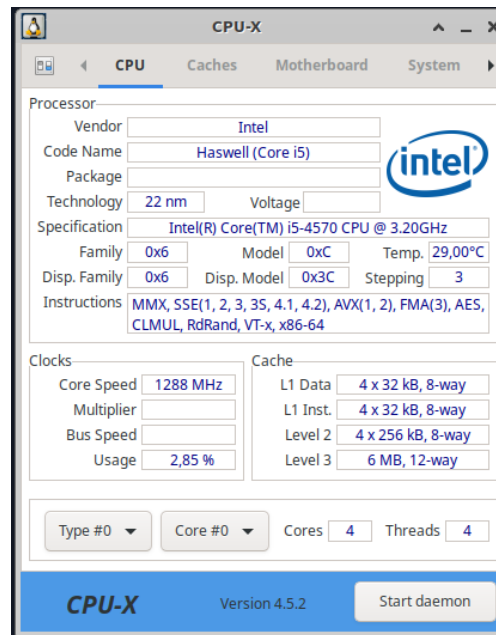 CPU-X
CPU Caches Motherboard System
Processor
Vendor Intel
Code Name Haswell (Core i5)
intel
Package
Technology 22 nm Voltage
Specification Intel(R) Core(TM) i5-4570 CPU @ 3.20GHz
Family 0x6 Model 0xC Temp. 29,00°C
Disp. Family 0x6 Disp. Model 0x3C Stepping 3
Instructions MMX, SSE(1, 2, 3, 3S, 4.1, 4.2), AVX(1, 2), FMA(3), AES,
CLMUL, RdRand, VT-x, x86-64
Clocks
Core Speed 1288 MHz
Multiplier
Bus Speed
Usage 2,85 %
Cache
L1 Data 4 x 32 kB, 8-way
L1 Inst. 4 x 32 kB, 8-way
Level 2 4 x 256 kB, 8-way
Level 3 6 MB, 12-way
Type #0 Core #0 Cores 4 Threads 4
CPU-X Version 4.5.2 Start daemon